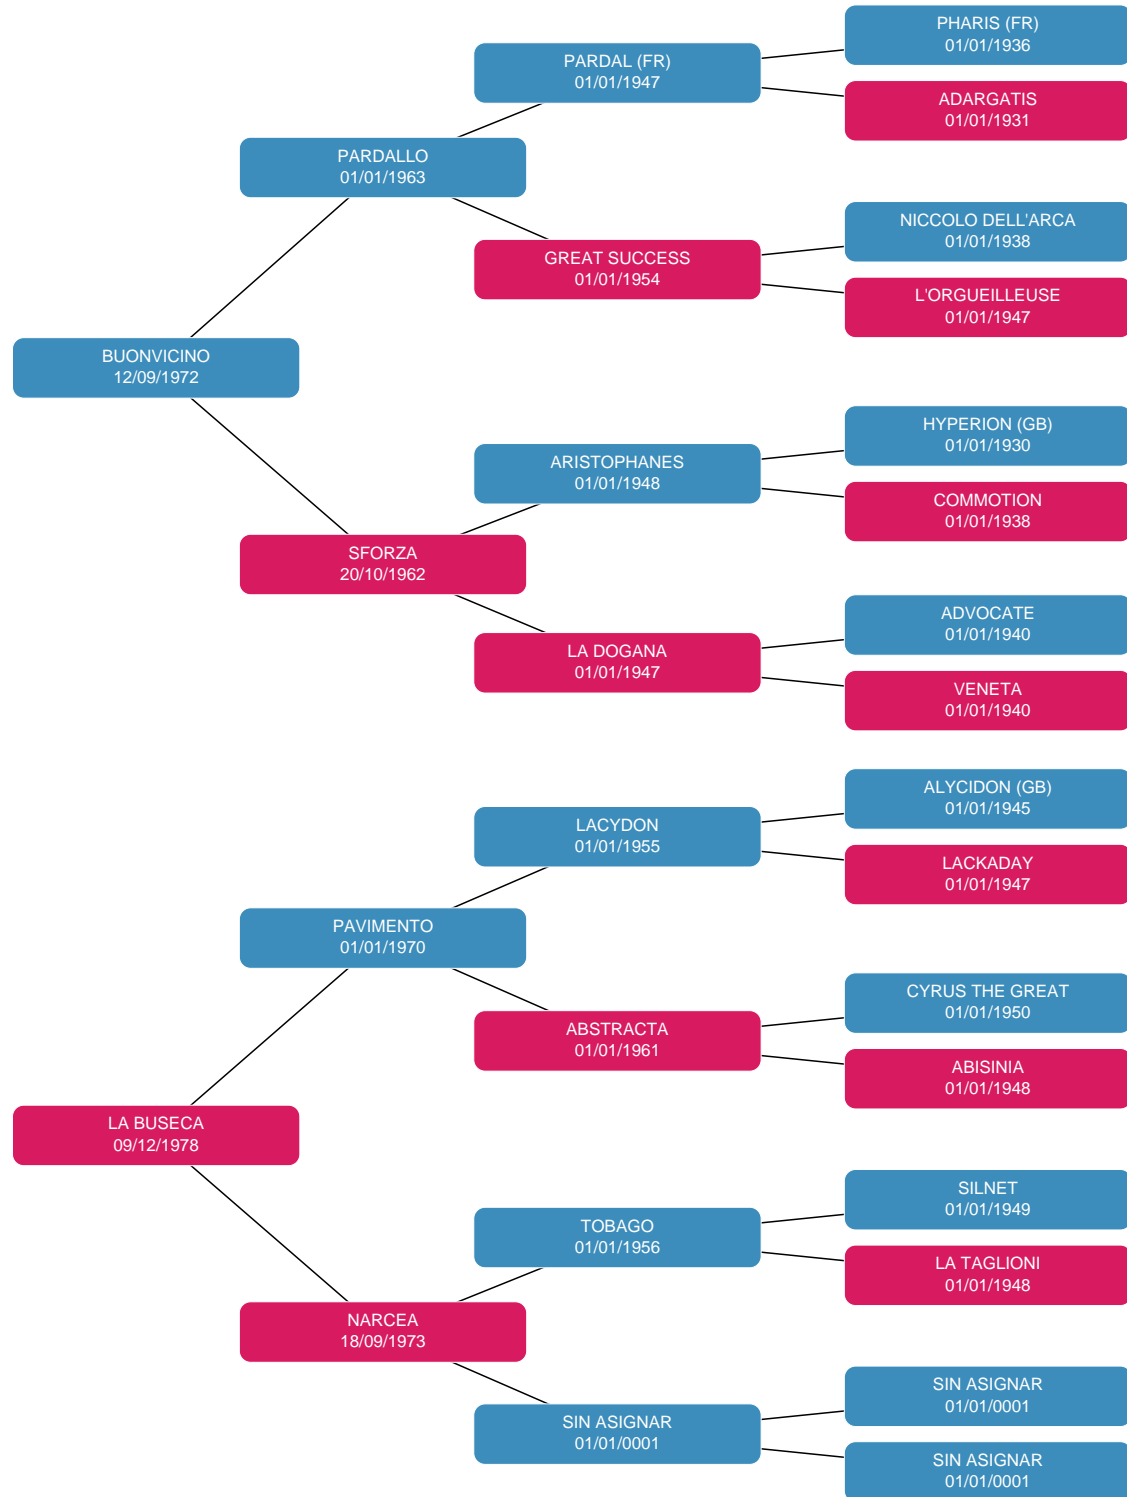 PHARIS (FR)
01/01/1936
PARDAL (FR)
01/01/1947
ADARGATIS
01/01/1931
PARDALLO
01/01/1963
NICCOLO DELL'ARCA
01/01/1938
GREAT SUCCESS
01/01/1954
L'ORGUEILLEUSE
01/01/1947
BUONVICINO
12/09/1972
HYPERION (GB)
01/01/1930
ARISTOPHANES
01/01/1948
COMMOTION
01/01/1938
SFORZA
20/10/1962
ADVOCATE
01/01/1940
LA DOGANA
01/01/1947
VENETA
01/01/1940
ALYCIDON (GB)
01/01/1945
LACYDON
01/01/1955
LACKADAY
01/01/1947
PAVIMENTO
01/01/1970
CYRUS THE GREAT
01/01/1950
ABSTRACTA
01/01/1961
ABISINIA
01/01/1948
LA BUSECA
09/12/1978
SILNET
01/01/1949
TOBAGO
01/01/1956
LA TAGLIONI
01/01/1948
NARCEA
18/09/1973
SIN ASIGNAR
01/01/0001
SIN ASIGNAR
01/01/0001
SIN ASIGNAR
01/01/0001